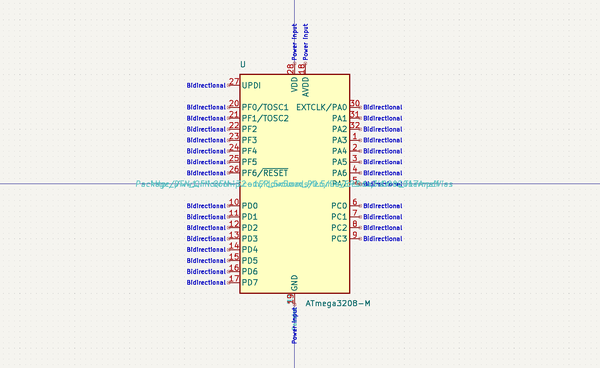 Power Input Power Input
28 18
VDD AVDD
U
Bidirectional 27 UPDI
Bidirectional 20 PF0/TOSC1 EXTCLK/PA0 30 Bidirectional
Bidirectional 21 PF1/TOSC2 PA1 31 Bidirectional
Bidirectional 22 PF2 PA2 32 Bidirectional
Bidirectional 23 PF3 PA3 1 Bidirectional
Bidirectional 24 PF4 PA4 2 Bidirectional
Bidirectional 25 PF5 PA5 3 Bidirectional
Bidirectional 26 PF6/RESET PA6 4 Bidirectional
5
Bidirectional 10 PD0 PC0 6 Bidirectional
Bidirectional 11 PD1 PC1 7 Bidirectional
Bidirectional 12 PD2 PC2 8 Bidirectional
Bidirectional 13 PD3 PC3 9 Bidirectional
Bidirectional 14 PD4
Bidirectional 15 PD5
Bidirectional 16 PD6
Bidirectional 17 PD7
GND
ATmega3208-M
Power Input